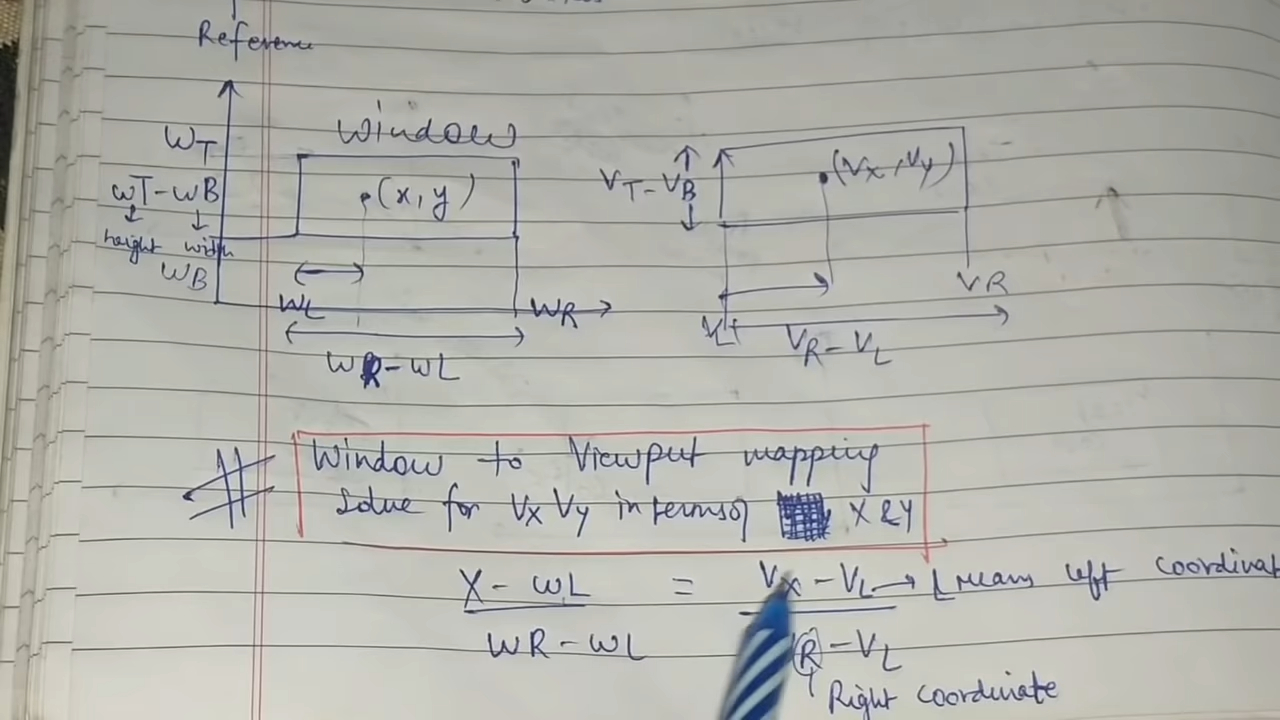 Reference
Window
WT
(x, y)
VT - VB
(Vx, Vy)
WT - WB
height width
WB
WL
WR
VL
VR
WR - WL
VR - VL
Window to Viewput mapping
Solve for Vx Vy in terms of X & Y
X - WL = Vx - VL → L means left coordinat
WR - WL R - VL
Right coordinate